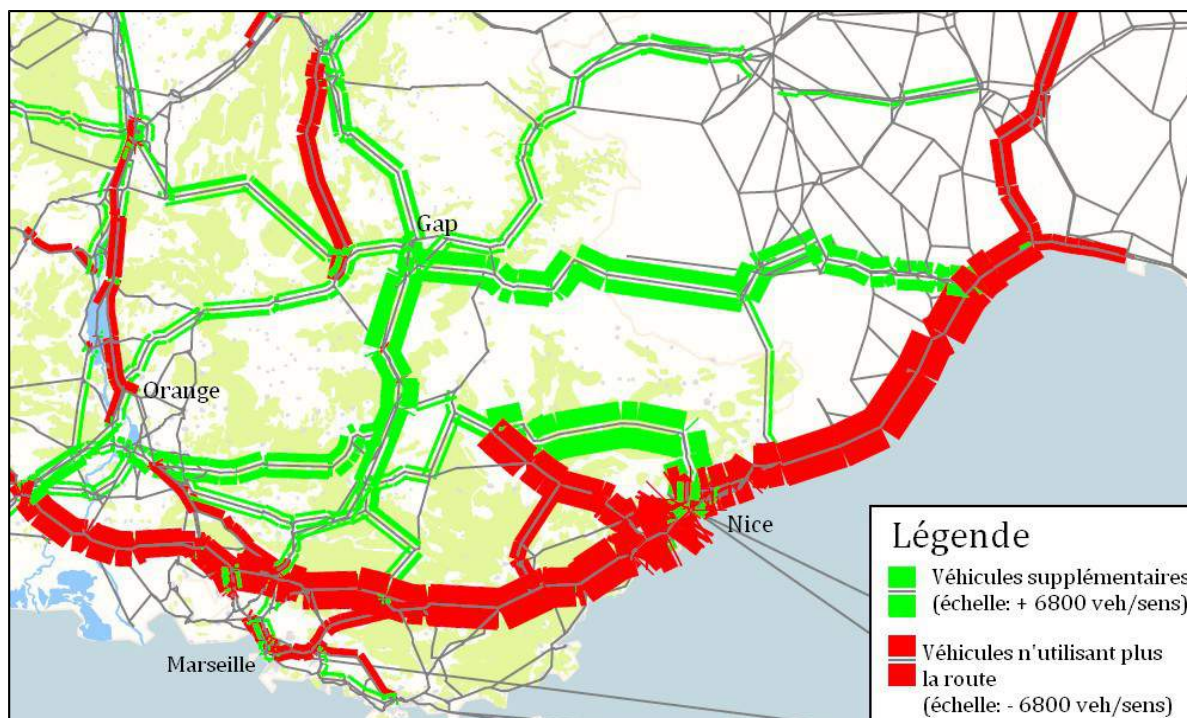 Gap
Orange
Nice
Marseille
Légende
Véhicules supplémentaires
(échelle: + 6800 veh/sens)
Véhicules n'utilisant plus
la route
(échelle: - 6800 veh/sens)